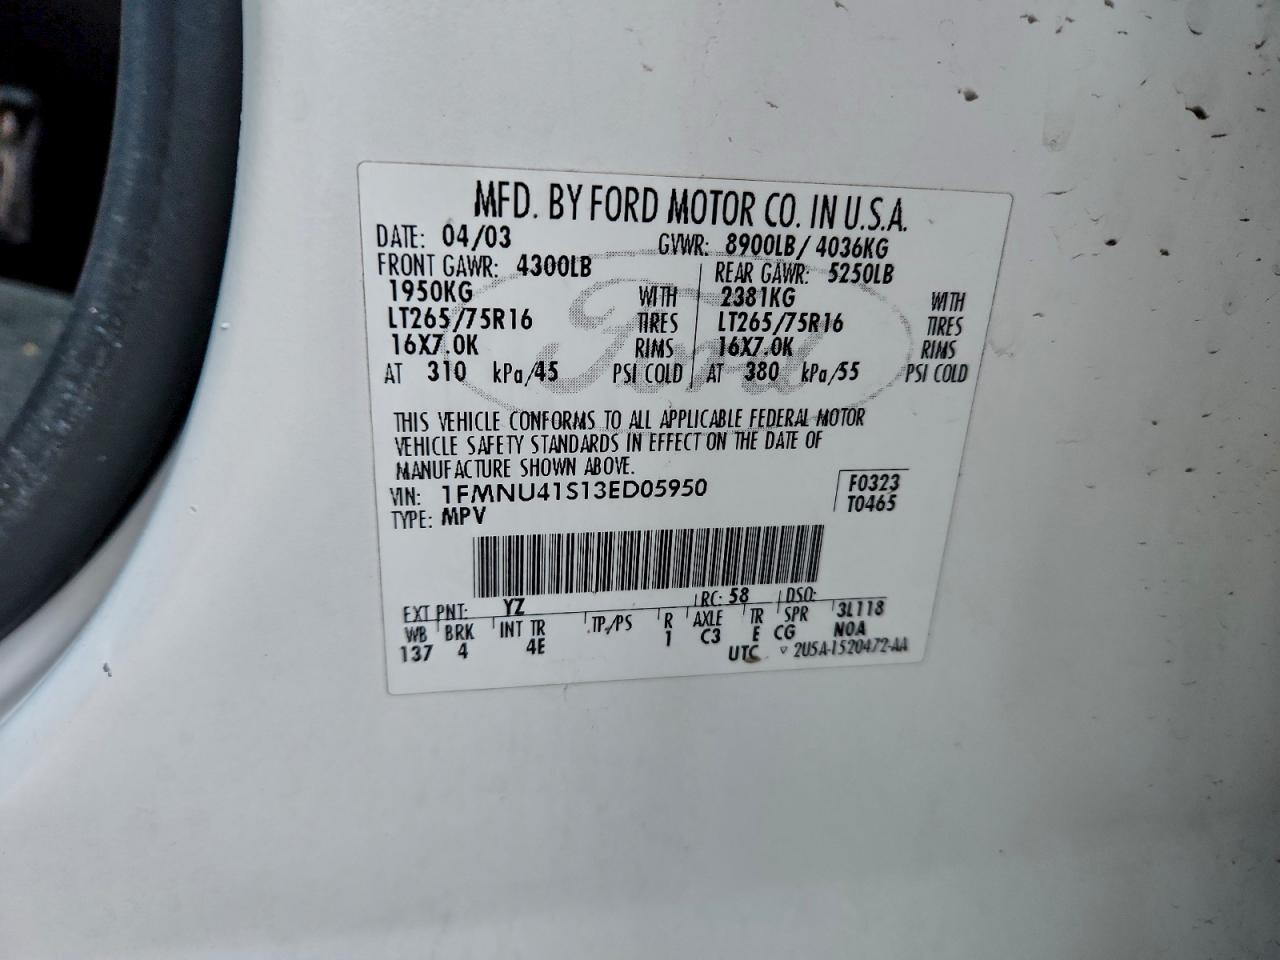 MFD. BY FORD MOTOR CO. IN U.S.A.
DATE: 04/03 GVWR: 8900LB/ 4036KG
FRONT GAWR: 4300LB REAR GAWR: 5250LB
1950KG WITH 2381KG WITH
LT265/75R16 TIRES LT265/75R16 TIRES
16X7.0K RIMS 16X7.0K RIMS
AT 310 kPa/45 PSI COLD AT 380 kPa/55 PSI COLD
Ford
THIS VEHICLE CONFORMS TO ALL APPLICABLE FEDERAL MOTOR
VEHICLE SAFETY STANDARDS IN EFFECT ON THE DATE OF
MANUFACTURE SHOWN ABOVE.
VIN: 1FMNU41S13ED05950 F0323
TYPE: MPV T0465
EXT PNT: YZ RC: 58 DSO:
WB BRK INT TR TP/PS R AXLE TR SPR 3L118
137 4 4E 1 C3 E CG N0A
UTC ▽ 2U5A-1520472-AA